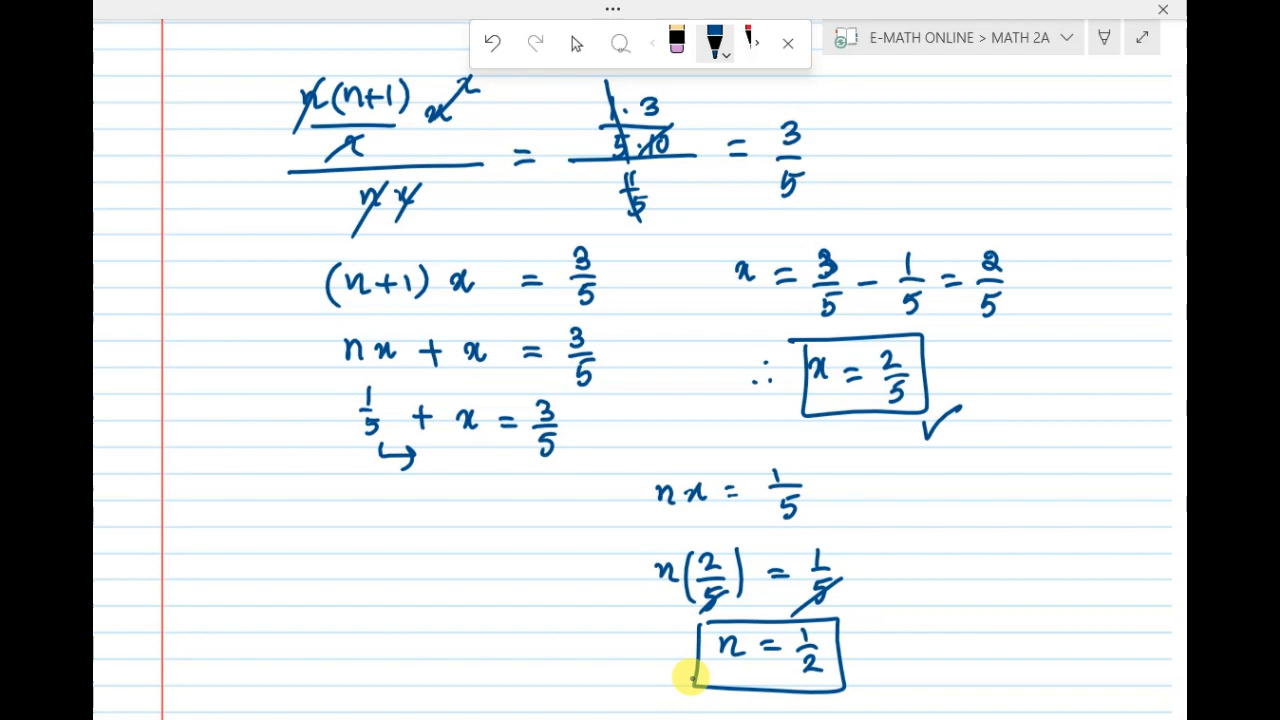 E-MATH ONLINE > MATH 2A
(n(n+1)/x · x^x)/(n x) = (1·3/5·10)/(1/5) = 3/5
(n+1) x = 3/5
x = 3/5 − 1/5 = 2/5
nx + x = 3/5
∴ x = 2/5 ✓
1/5 + x = 3/5
nx = 1/5
n(2/5) = 1/5
n = 1/2